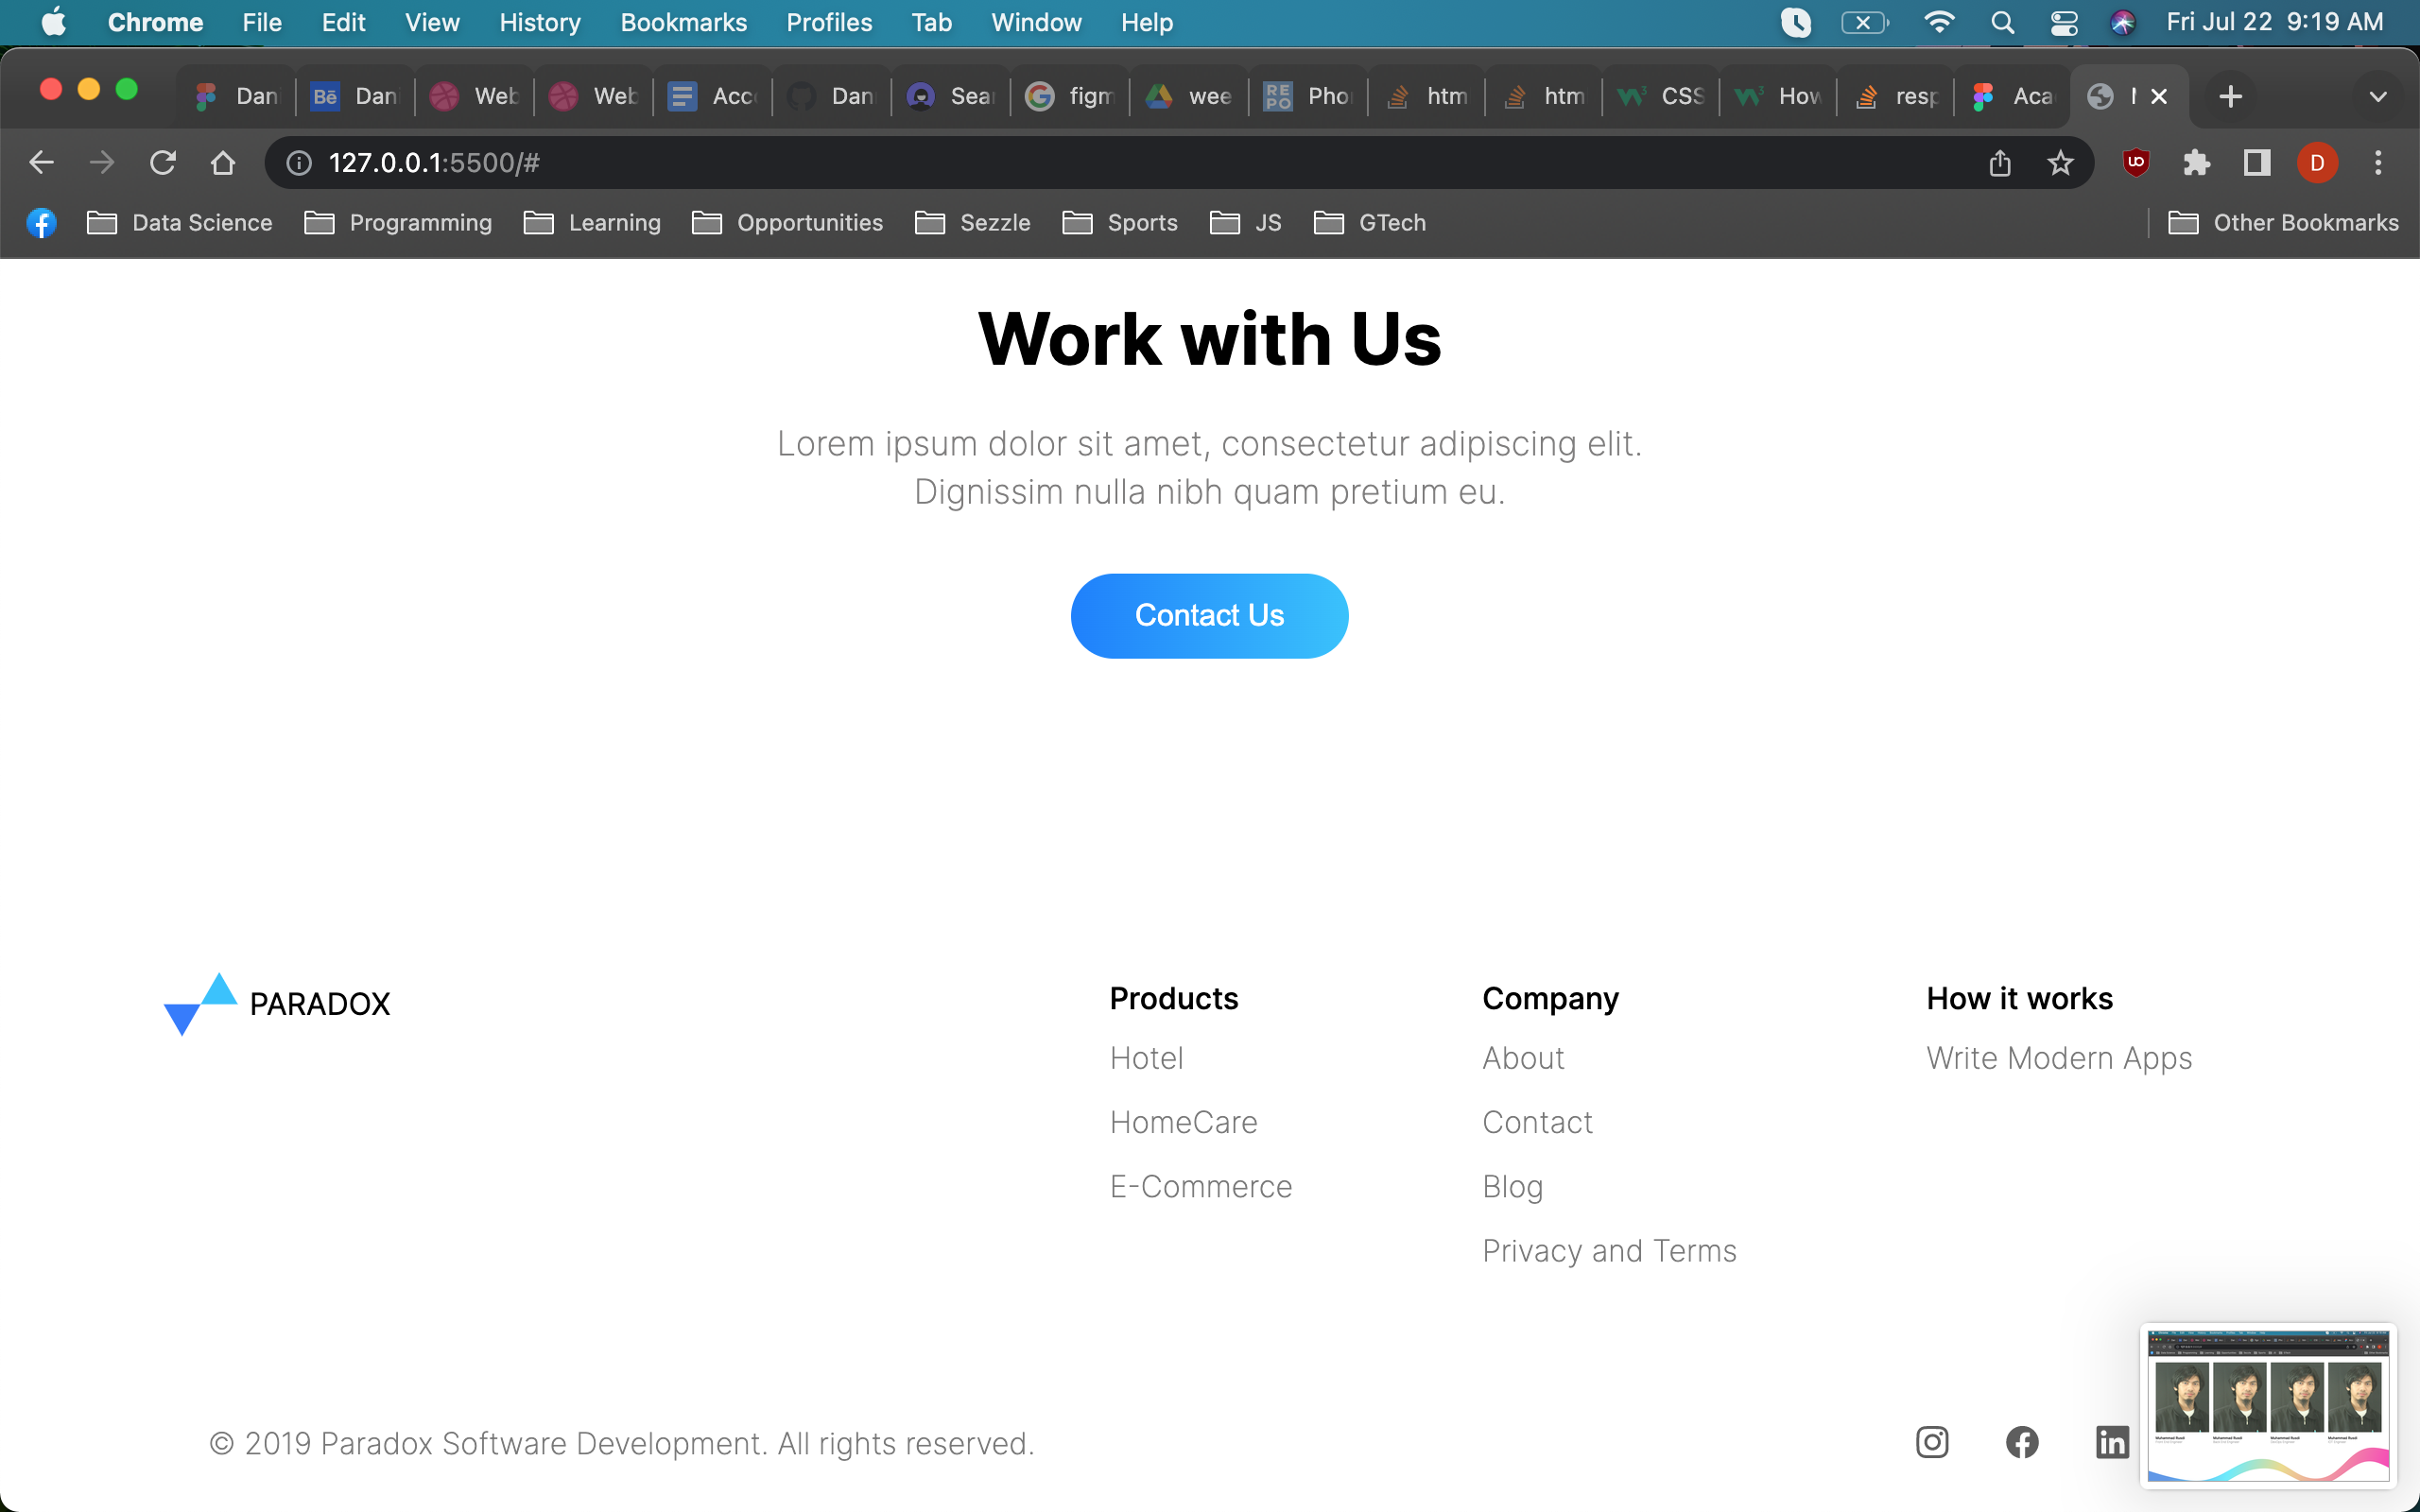 Chrome File Edit View History Bookmarks Profiles Tab Window Help Fri Jul 22 9:19 AM
Dani Bē Dan Web Web Acc Dan Sear figm wee REPO Pho htm htm CSS How resp Aca
127.0.0.1:5500/# D
Data Science Programming Learning Opportunities Sezzle Sports JS GTech Other Bookmarks
Work with Us
Lorem ipsum dolor sit amet, consectetur adipiscing elit.
Dignissim nulla nibh quam pretium eu.
Contact Us
PARADOX
Products
Hotel
HomeCare
E-Commerce
Company
About
Contact
Blog
Privacy and Terms
How it works
Write Modern Apps
© 2019 Paradox Software Development. All rights reserved.